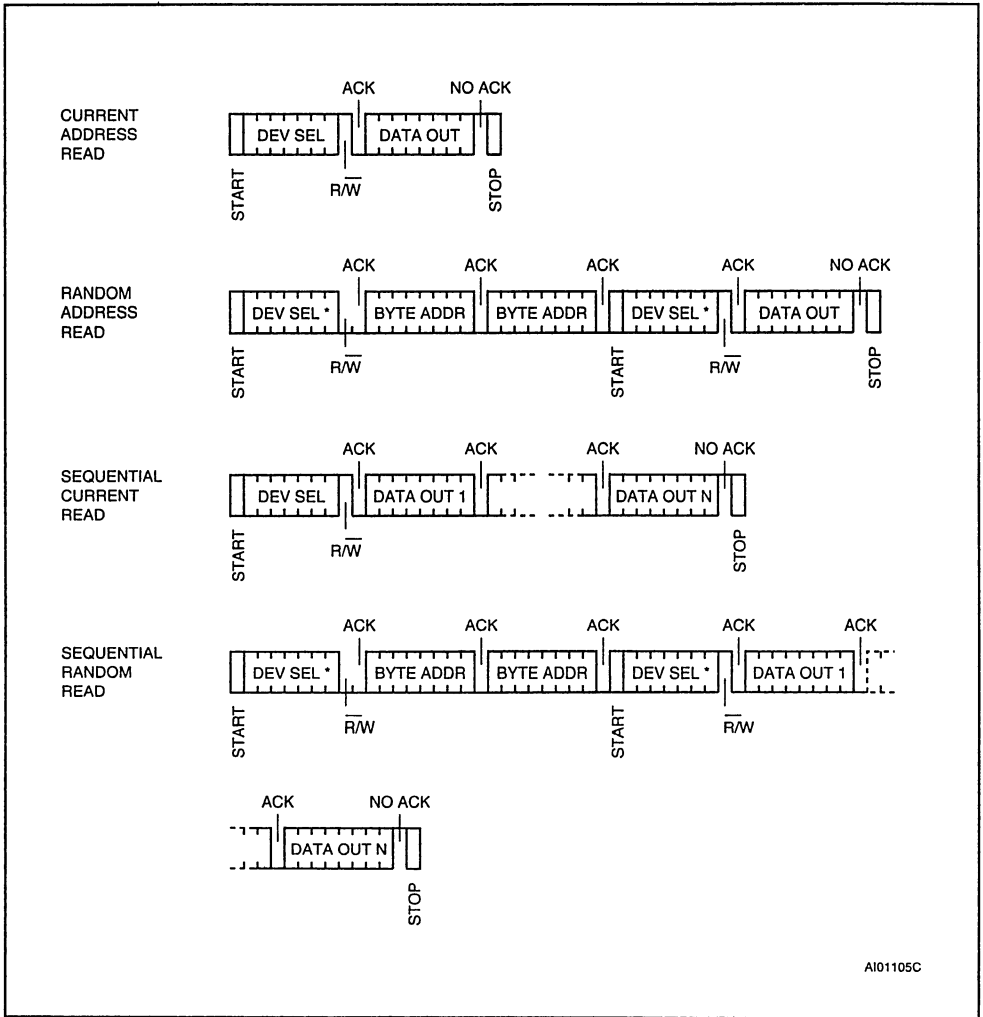 ACK NO ACK
CURRENT
ADDRESS
READ
DEV SEL DATA OUT
START R/W STOP
ACK ACK ACK ACK NO ACK
RANDOM
ADDRESS
READ
DEV SEL * BYTE ADDR BYTE ADDR DEV SEL * DATA OUT
START R/W START R/W STOP
ACK ACK ACK NO ACK
SEQUENTIAL
CURRENT
READ
DEV SEL DATA OUT 1 DATA OUT N
START R/W STOP
ACK ACK ACK ACK ACK
SEQUENTIAL
RANDOM
READ
DEV SEL * BYTE ADDR BYTE ADDR DEV SEL * DATA OUT 1
START R/W START R/W
ACK NO ACK
DATA OUT N
STOP
AI01105C